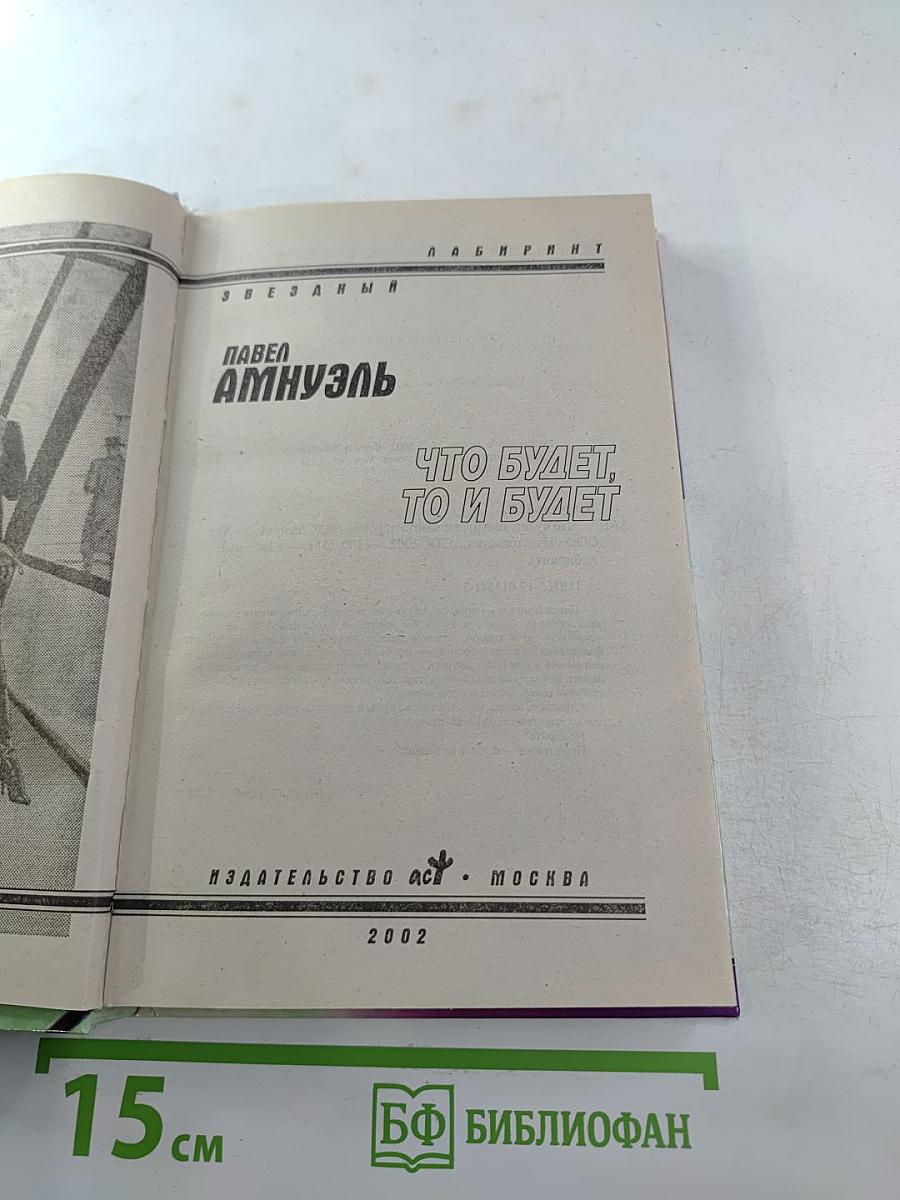 ЛАБИРИНТ
ЗВЕЗДНЫЙ
ПАВЕЛ
АМНУЭЛЬ
ЧТО БУДЕТ,
ТО И БУДЕТ
ИЗДАТЕЛЬСТВО аст • МОСКВА
2002
15 см
БФ БИБЛИОФАН